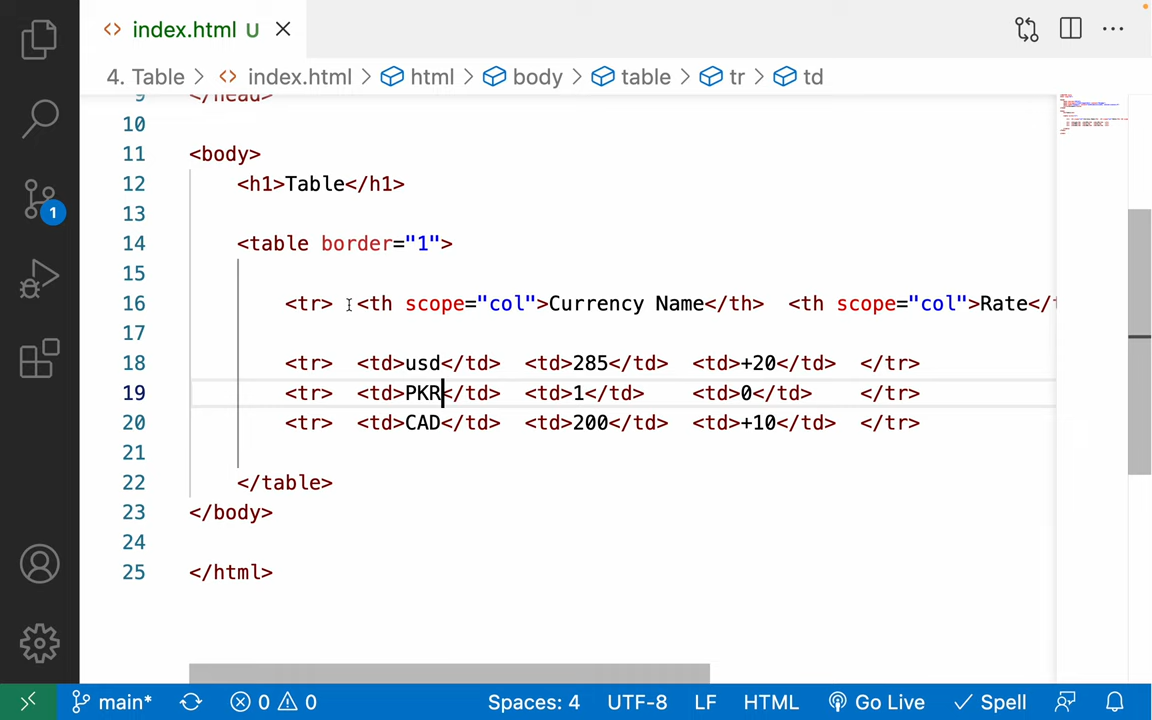 index.html U
4. Table > index.html > html > body > table > tr > td
9 </head>
10
11 <body>
12 <h1>Table</h1>
13
14 <table border="1">
15
16 <tr> <th scope="col">Currency Name</th> <th scope="col">Rate</t
17
18 <tr> <td>usd</td> <td>285</td> <td>+20</td> </tr>
19 <tr> <td>PKR</td> <td>1</td> <td>0</td> </tr>
20 <tr> <td>CAD</td> <td>200</td> <td>+10</td> </tr>
21
22 </table>
23 </body>
24
25 </html>
1
main* 0 0 Spaces: 4 UTF-8 LF HTML Go Live Spell